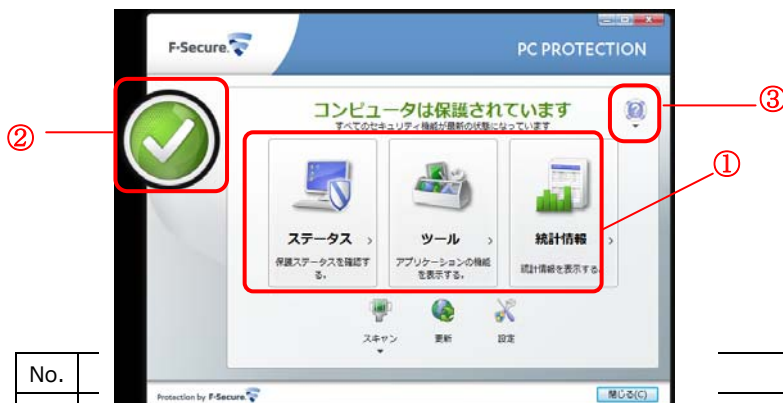 F-Secure.
PC PROTECTION
コンピュータは保護されています
すべてのセキュリティ機能が最新の状態になっています
③
②
①
ステータス
ツール
統計情報
保護ステータスを確認する。
アプリケーションの機能を表示する。
統計情報を表示する。
スキャン
更新
設定
No.
Protection by F-Secure.
閉じる(C)